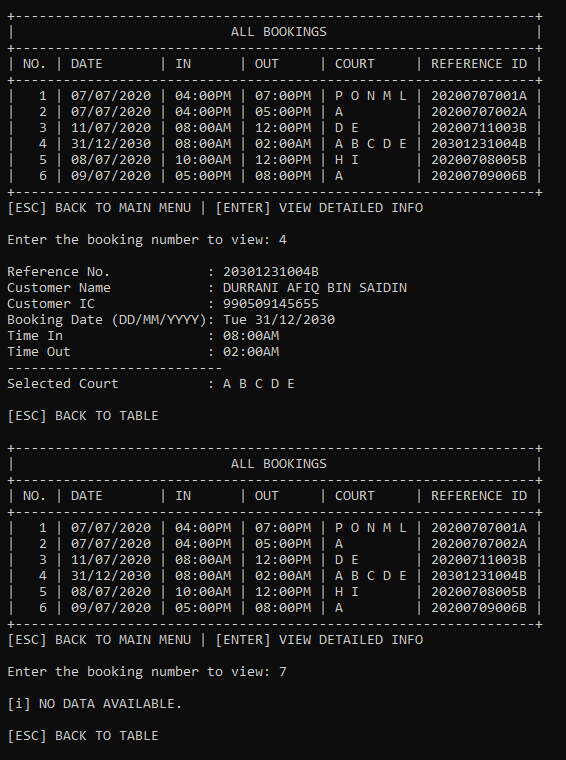 +-----------------------------------------------------------------+
|                           ALL BOOKINGS                          |
+-----------------------------------------------------------------+
| NO. | DATE       | IN      | OUT     | COURT     | REFERENCE ID |
+-----------------------------------------------------------------+
|   1 | 07/07/2020 | 04:00PM | 07:00PM | P O N M L | 20200707001A |
|   2 | 07/07/2020 | 04:00PM | 05:00PM | A         | 20200707002A |
|   3 | 11/07/2020 | 08:00AM | 12:00PM | D E       | 20200711003B |
|   4 | 31/12/2030 | 08:00AM | 02:00AM | A B C D E | 20301231004B |
|   5 | 08/07/2020 | 10:00AM | 12:00PM | H I       | 20200708005B |
|   6 | 09/07/2020 | 05:00PM | 08:00PM | A         | 20200709006B |
+-----------------------------------------------------------------+
[ESC] BACK TO MAIN MENU | [ENTER] VIEW DETAILED INFO
Enter the booking number to view: 4
Reference No.            : 20301231004B
Customer Name            : DURRANI AFIQ BIN SAIDIN
Customer IC              : 990509145655
Booking Date (DD/MM/YYYY): Tue 31/12/2030
Time In                  : 08:00AM
Time Out                 : 02:00AM
---------------------------
Selected Court           : A B C D E
[ESC] BACK TO TABLE
+-----------------------------------------------------------------+
|                           ALL BOOKINGS                          |
+-----------------------------------------------------------------+
| NO. | DATE       | IN      | OUT     | COURT     | REFERENCE ID |
+-----------------------------------------------------------------+
|   1 | 07/07/2020 | 04:00PM | 07:00PM | P O N M L | 20200707001A |
|   2 | 07/07/2020 | 04:00PM | 05:00PM | A         | 20200707002A |
|   3 | 11/07/2020 | 08:00AM | 12:00PM | D E       | 20200711003B |
|   4 | 31/12/2030 | 08:00AM | 02:00AM | A B C D E | 20301231004B |
|   5 | 08/07/2020 | 10:00AM | 12:00PM | H I       | 20200708005B |
|   6 | 09/07/2020 | 05:00PM | 08:00PM | A         | 20200709006B |
+-----------------------------------------------------------------+
[ESC] BACK TO MAIN MENU | [ENTER] VIEW DETAILED INFO
Enter the booking number to view: 7
[i] NO DATA AVAILABLE.
[ESC] BACK TO TABLE